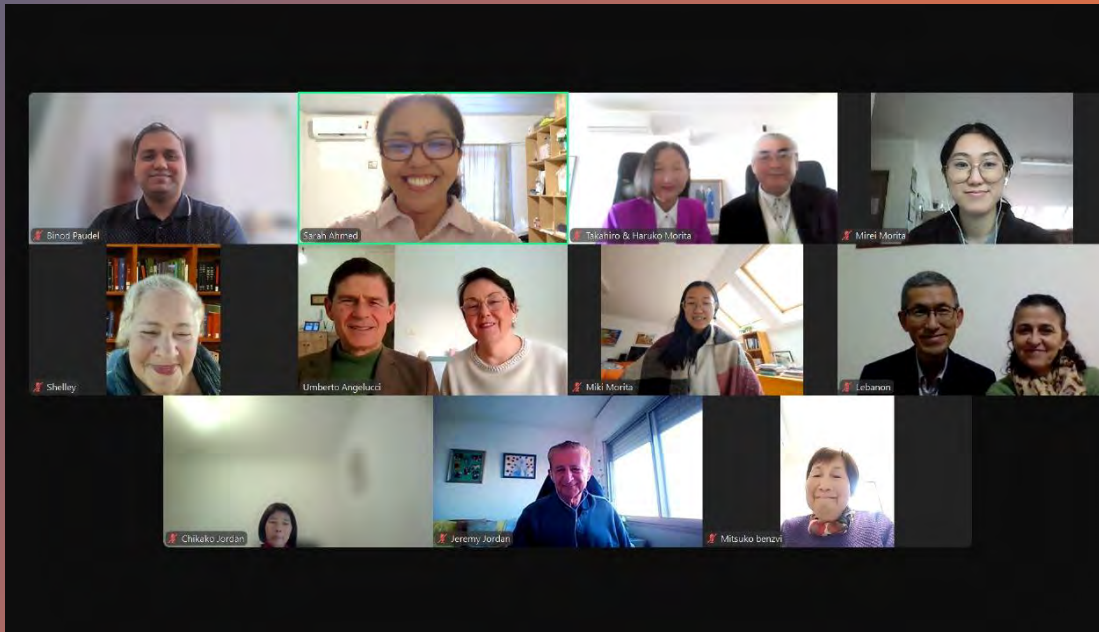 Binod Paudel
Sarah Ahmed
Takahiro & Haruko Morita
Mirei Morita
Shelley
Umberto Angelucci
Miki Morita
Lebanon
Chikako Jordan
Jeremy Jordan
Mitsuko benzvi